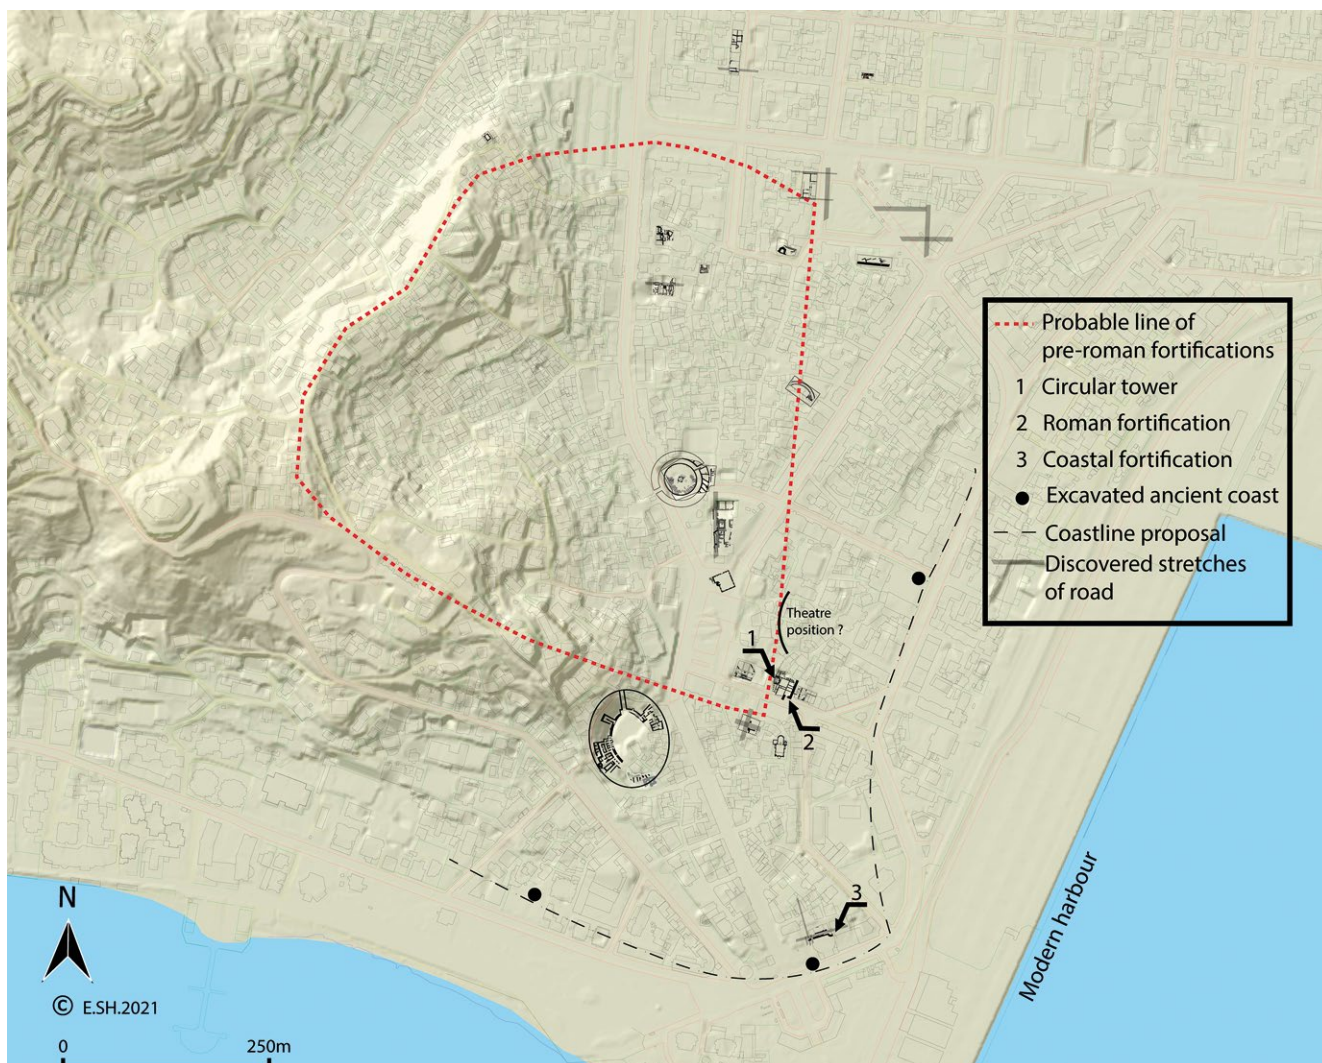 Probable line of
pre-roman fortifications
1 Circular tower
2 Roman fortification
3 Coastal fortification
Excavated ancient coast
Coastline proposal
Discovered stretches
of road
Theatre
position ?
1
2
3
Modern harbour
N
© E.SH.2021
0 250m